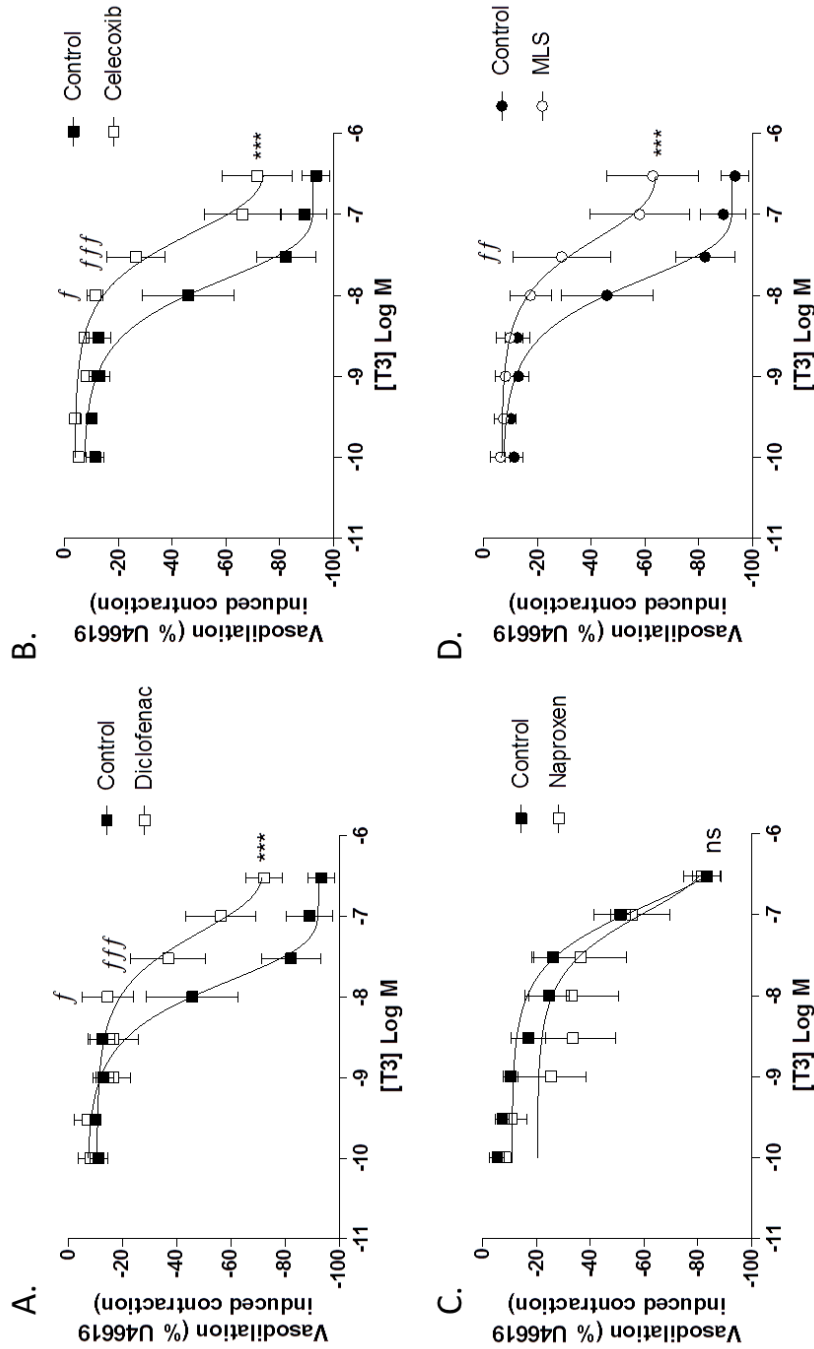 A.
Vasodilation (% U46619
induced contraction)
0
-20
-40
-60
-80
-100
-11
-10
-9
-8
-7
-6
[T3] Log M
Control
Diclofenac
f
fff
***
B.
Vasodilation (% U46619
induced contraction)
0
-20
-40
-60
-80
-100
-11
-10
-9
-8
-7
-6
[T3] Log M
Control
Celecoxib
f
fff
***
C.
Vasodilation (% U46619
induced contraction)
0
-20
-40
-60
-80
-100
-11
-10
-9
-8
-7
-6
[T3] Log M
Control
Naproxen
ns
D.
Vasodilation (% U46619
induced contraction)
0
-20
-40
-60
-80
-100
-11
-10
-9
-8
-7
-6
[T3] Log M
Control
MLS
ff
***